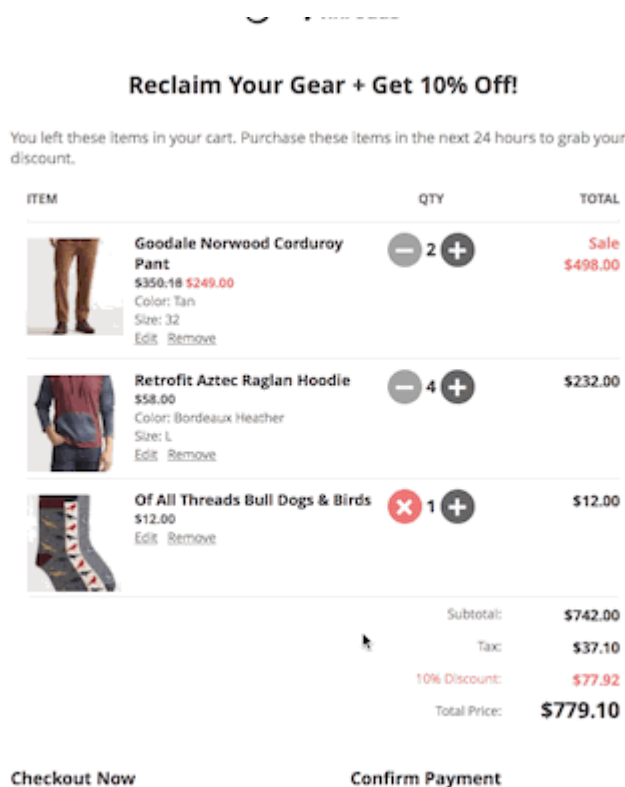 Reclaim Your Gear + Get 10% Off!
You left these items in your cart. Purchase these items in the next 24 hours to grab your
discount.
ITEM QTY TOTAL
Goodale Norwood Corduroy
Pant
$350.18 $249.00
Color: Tan
Size: 32
Edit Remove
2
Sale
$498.00
Retrofit Aztec Raglan Hoodie
$58.00
Color: Bordeaux Heather
Size: L
Edit Remove
4
$232.00
Of All Threads Bull Dogs & Birds
$12.00
Edit Remove
1
$12.00
Subtotal: $742.00
Tax: $37.10
10% Discount: $77.92
Total Price: $779.10
Checkout Now Confirm Payment